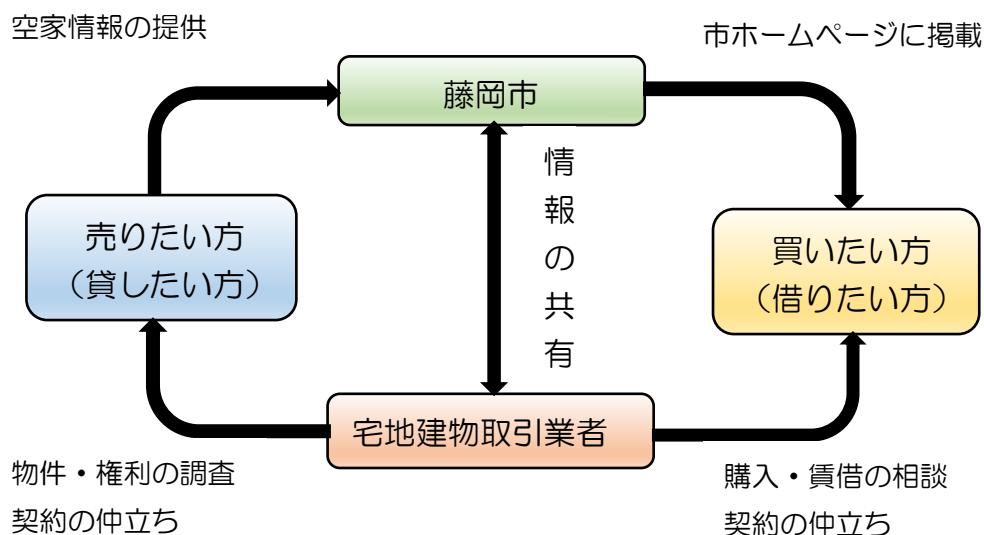 空家情報の提供
市ホームページに掲載
藤岡市
情報の共有
売りたい方
（貸したい方）
買いたい方
（借りたい方）
宅地建物取引業者
物件・権利の調査
契約の仲立ち
購入・賃借の相談
契約の仲立ち